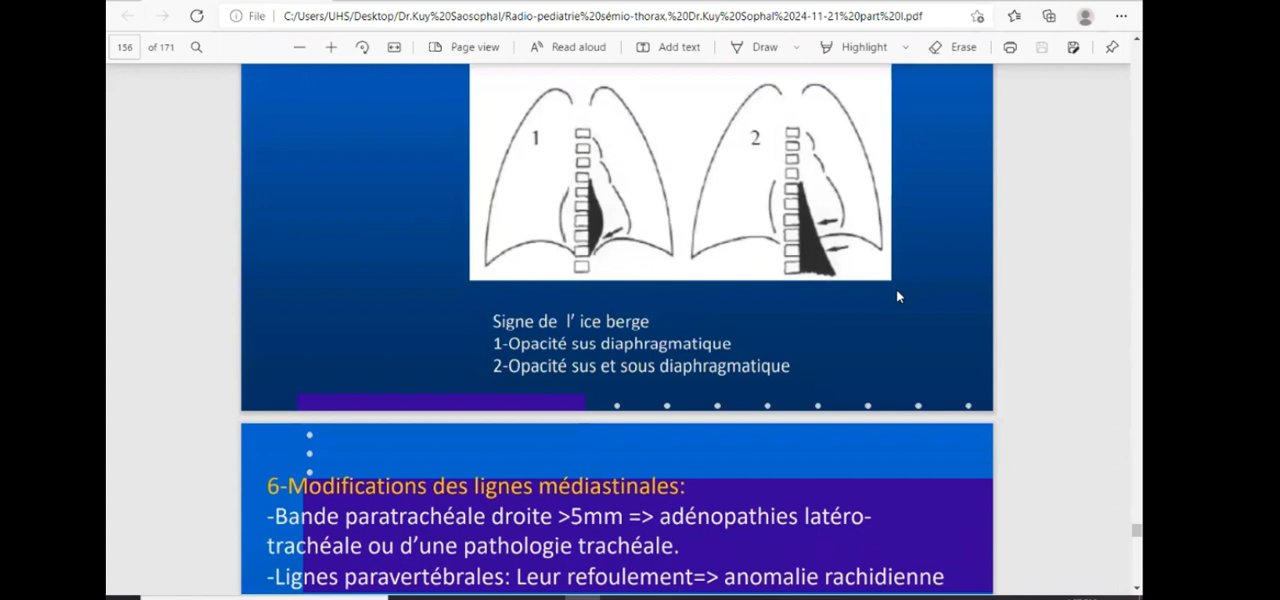 File
C:/Users/UHS/Desktop/Dr.Kuy%20Saosophal/Radio-pediatrie%20sémio-thorax,%20Dr.Kuy%20Sophal%2024-11-21%20part%20I.pdf
156 of 171
Page view
Read aloud
Add text
Draw
Highlight
Erase
1
2
Signe de l' ice berge
1-Opacité sus diaphragmatique
2-Opacité sus et sous diaphragmatique
6-Modifications des lignes médiastinales:
-Bande paratrachéale droite >5mm => adénopathies latéro-
trachéale ou d'une pathologie trachéale.
-Lignes paravertébrales: Leur refoulement=> anomalie rachidienne